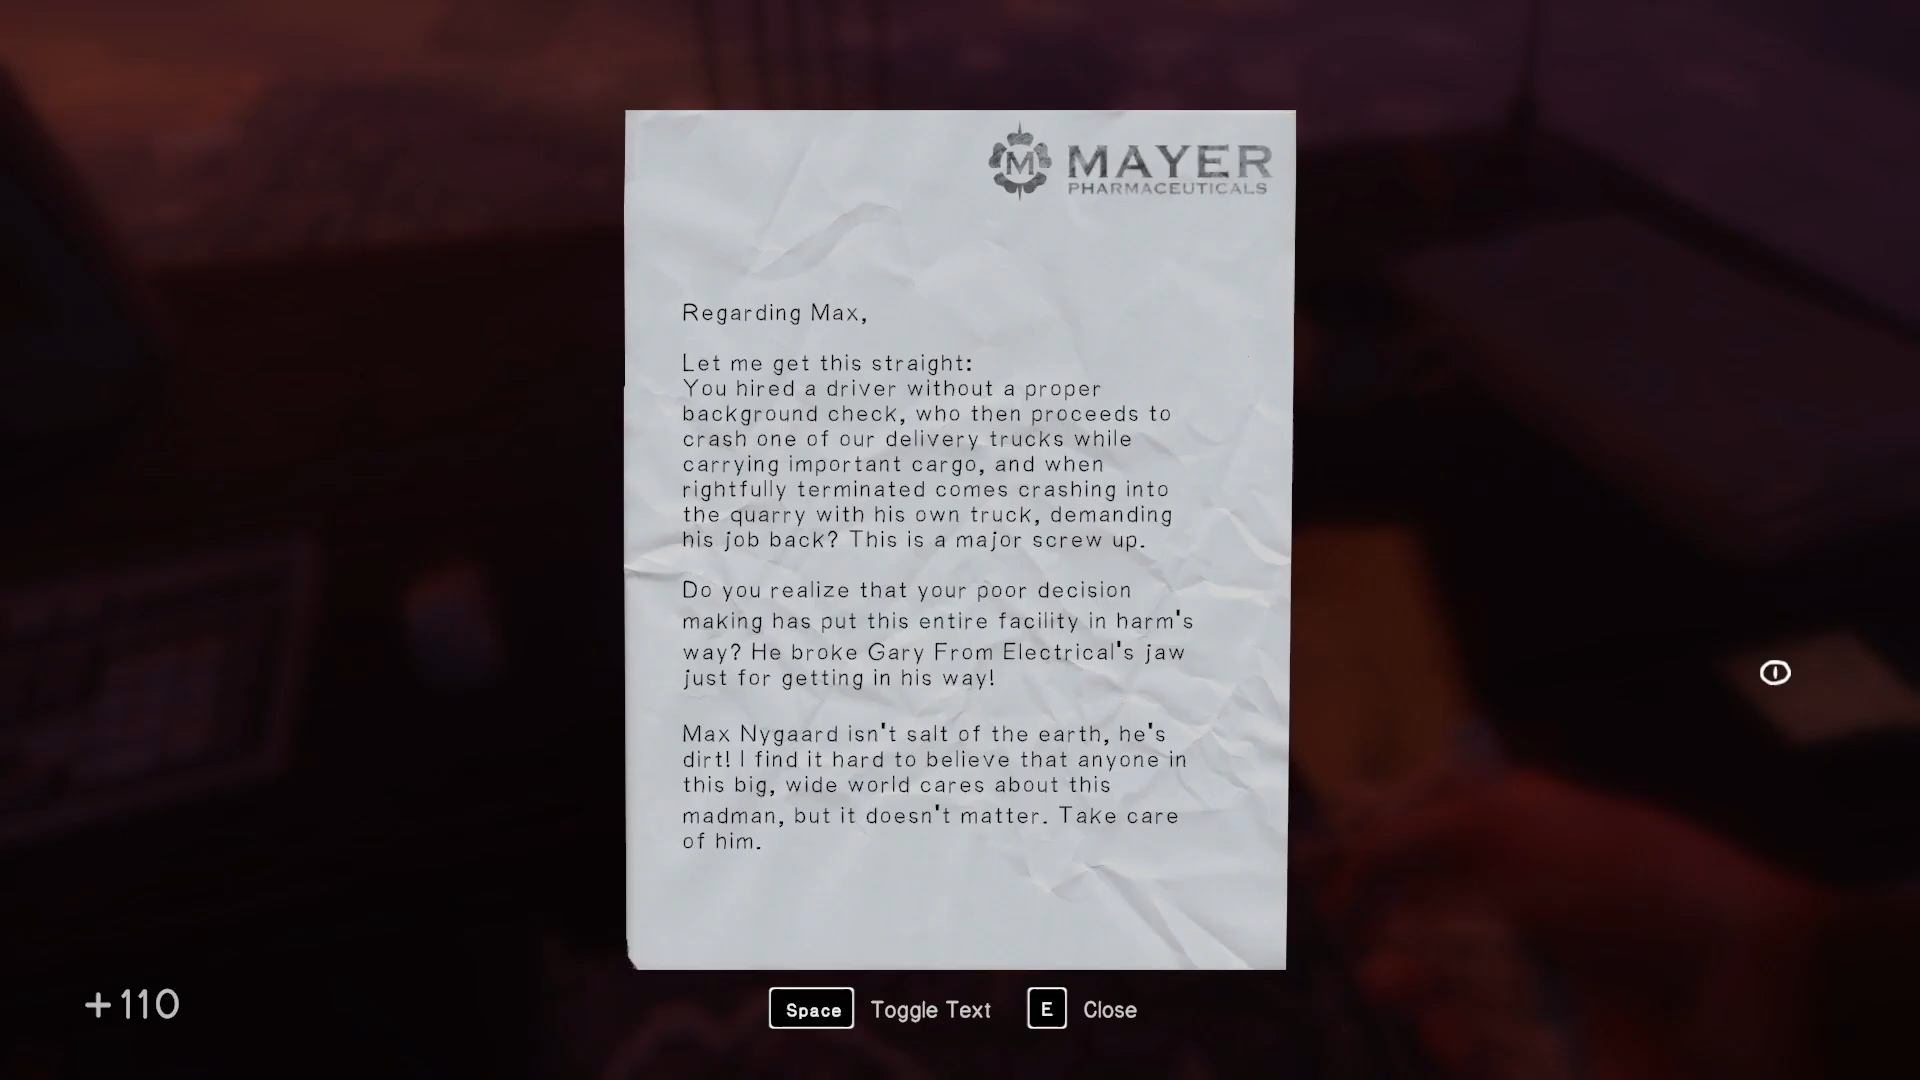 MAYER
PHARMACEUTICALS
M
Regarding Max,
Let me get this straight:
You hired a driver without a proper
background check, who then proceeds to
crash one of our delivery trucks while
carrying important cargo, and when
rightfully terminated comes crashing into
the quarry with his own truck, demanding
his job back? This is a major screw up.
Do you realize that your poor decision
making has put this entire facility in harm's
way? He broke Gary From Electrical's jaw
just for getting in his way!
Max Nygaard isn't salt of the earth, he's
dirt! I find it hard to believe that anyone in
this big, wide world cares about this
madman, but it doesn't matter. Take care
of him.
+110
Space Toggle Text E Close